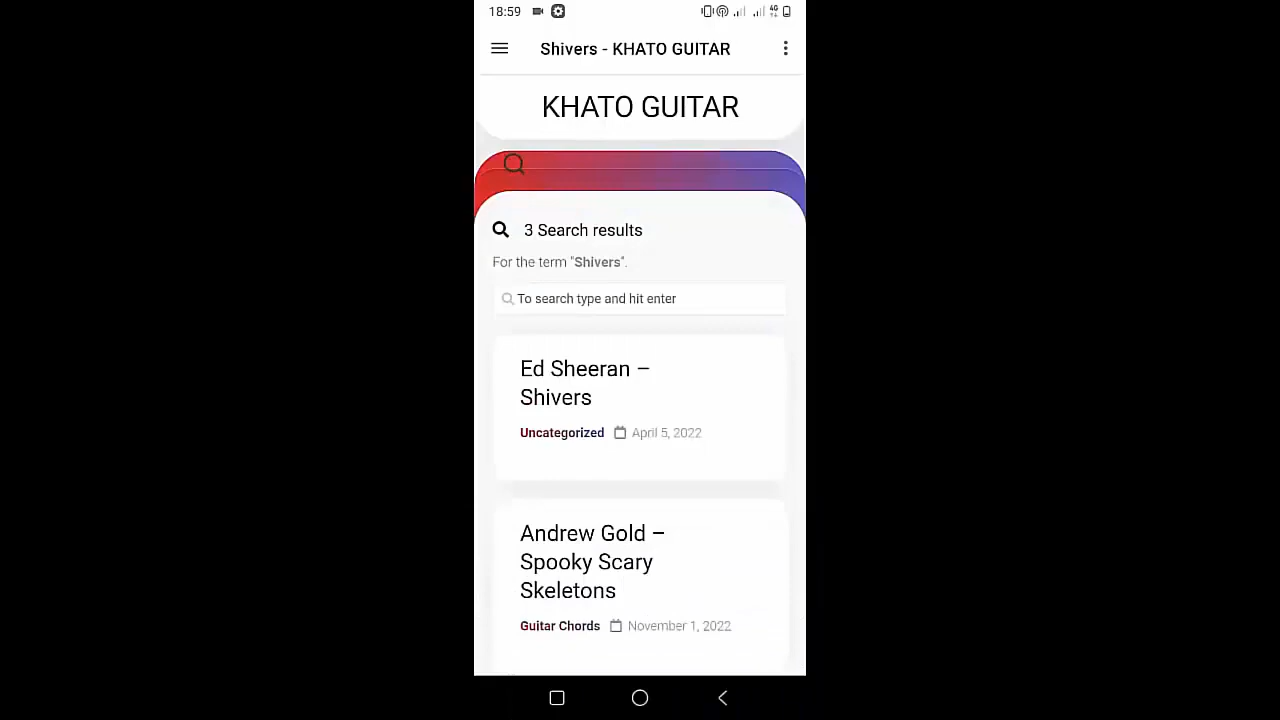 18:59
4G
Shivers - KHATO GUITAR
KHATO GUITAR
3 Search results
For the term "Shivers".
To search type and hit enter
Ed Sheeran –
Shivers
Uncategorized April 5, 2022
Andrew Gold –
Spooky Scary
Skeletons
Guitar Chords November 1, 2022